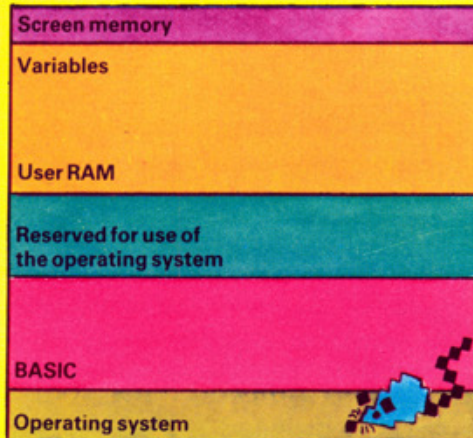 Screen memory
Variables
User RAM
Reserved for use of
the operating system
BASIC
Operating system